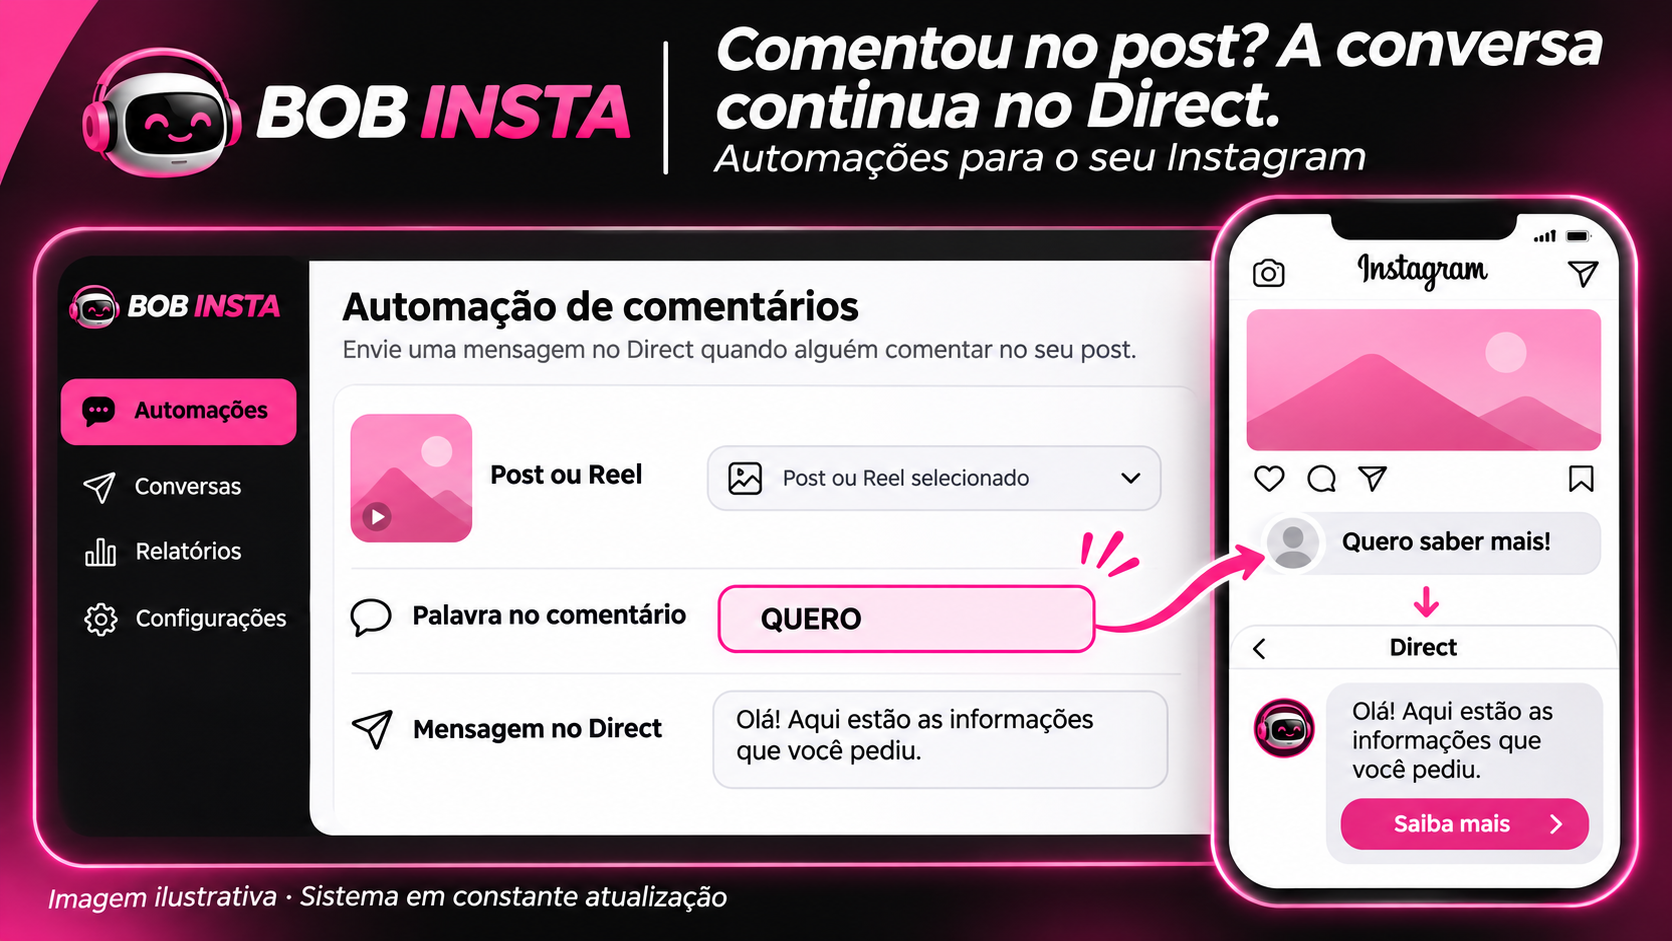 BOB INSTA
Comentou no post? A conversa
continua no Direct.
Automações para o seu Instagram
BOB INSTA
Automações
Conversas
Relatórios
Configurações
Automação de comentários
Envie uma mensagem no Direct quando alguém comentar no seu post.
Post ou Reel
Post ou Reel selecionado
Palavra no comentário
QUERO
Mensagem no Direct
Olá! Aqui estão as informações
que você pediu.
Instagram
Quero saber mais!
Direct
Olá! Aqui estão as
informações que
você pediu.
Saiba mais
Imagem ilustrativa · Sistema em constante atualização